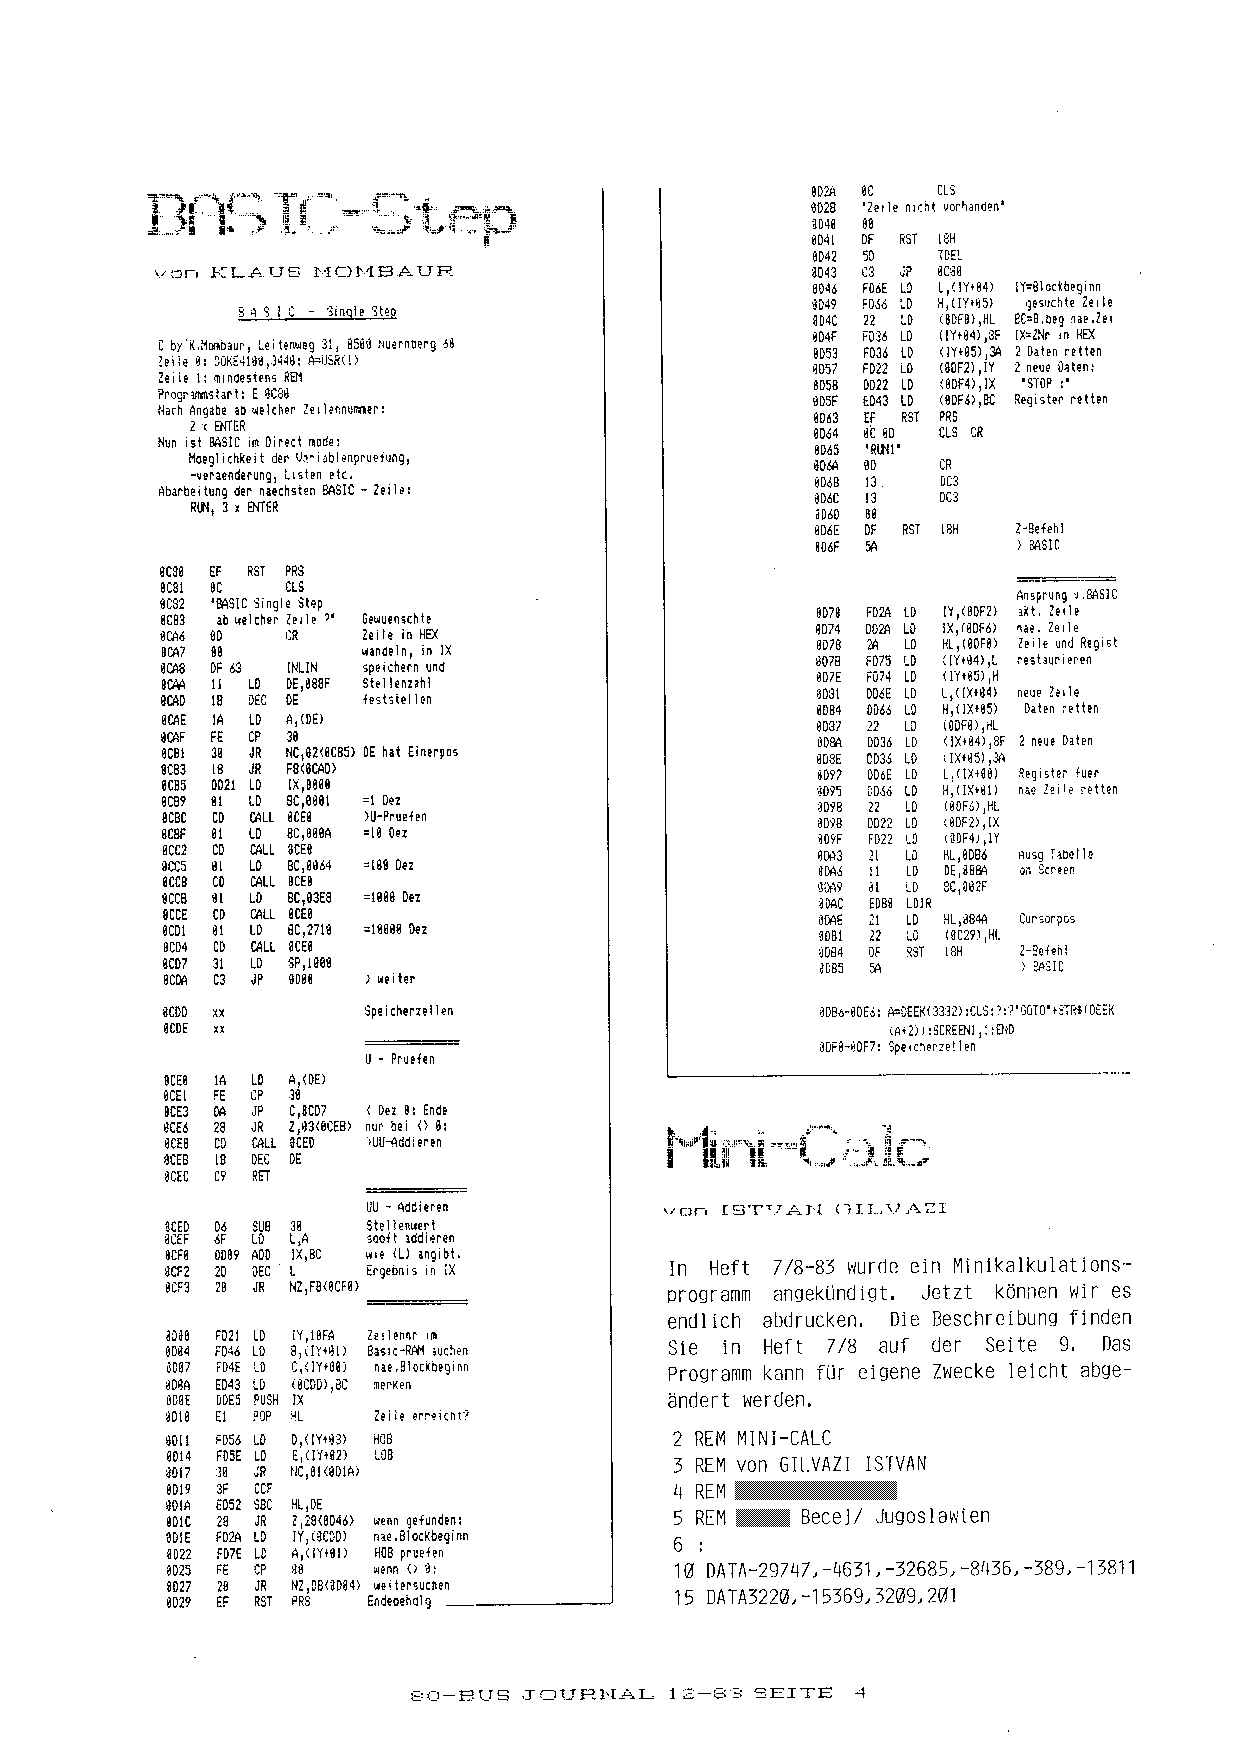 BASIC-Step
von KLAUS MOMBAUR
B A S I C - Single Step
C by K.Mombaur, Leitenweg 31, 8500 Nuernberg 60
Zeile 0: DOKE4100,3440: A=USR(1)
Zeile 1: mindestens REM
Programmstart: E 0C80
Nach Angabe ab welcher Zeilennummer:
2 x ENTER
Nun ist BASIC im Direct mode:
Moeglichkeit der Variablenpruefung,
-veraenderung, Listen etc.
Abarbeitung der naechsten BASIC - Zeile:
RUN, 3 x ENTER
0C80 EF RST PRS
0C81 0C CLS
0C82 "BASIC Single Step
0C83 ab welcher Zeile ?" Gewuenschte
0CA6 0D CR Zeile in HEX
0CA7 00 wandeln, in IX
0CA8 DF 63 INLIN speichern und
0CAA 11 LD DE,088F Stellenzahl
0CAD 1B DEC DE feststellen
0CAE 1A LD A,(DE)
0CAF FE CP 30
0CB1 30 JR NC,02(0CB5) DE hat Einerpos
0CB3 18 JR F8(0CAD)
0CB5 DD21 LD IX,0000
0CB9 01 LD BC,0001 =1 Dez
0CBC CD CALL 0CE0 )U-Pruefen
0CBF 01 LD BC,000A =10 Dez
0CC2 CD CALL 0CE0
0CC5 01 LD BC,0064 =100 Dez
0CC8 CD CALL 0CE0
0CCB 01 LD BC,03E8 =1000 Dez
0CCE CD CALL 0CE0
0CD1 01 LD BC,2710 =10000 Dez
0CD4 CD CALL 0CE0
0CD7 31 LD SP,1000
0CDA C3 JP 0D00 ) weiter
0CDD xx Speicherzellen
0CDE xx
U - Pruefen
0CE0 1A LD A,(DE)
0CE1 FE CP 30
0CE3 DA JP C,0CD7 ( Dez 0: Ende
0CE6 28 JR Z,03(0CEB) nur bei () 0:
0CE8 CD CALL 0CED )UU-Addieren
0CEB 1B DEC DE
0CEC C9 RET
UU - Addieren
0CED D6 SUB 30 Stellenwert
0CEF 6F LD L,A sooft addieren
0CF0 DD09 ADD IX,BC wie (L) angibt.
0CF2 2D DEC L Ergebnis in IX
0CF3 20 JR NZ,FB(0CF0)
0D00 FD21 LD IY,10FA Zeilennr im
0D04 FD46 LD B,(IY+01) Basic-RAM suchen
0D07 FD4E LD C,(IY+00) nae.Blockbeginn
0D0A ED43 LD (0CDD),BC merken
0D0E DDE5 PUSH IX
0D10 E1 POP HL Zeile erreicht?
0D11 FD56 LD D,(IY+03) HOB
0D14 FD5E LD E,(IY+02) LOB
0D17 30 JR NC,01(0D1A)
0D19 3F CCF
0D1A ED52 SBC HL,DE
0D1C 28 JR Z,28(0D46) wenn gefunden:
0D1E FD2A LD IY,(0CDD) nae.Blockbeginn
0D22 FD7E LD A,(IY+01) HOB pruefen
0D25 FE CP 00 wenn () 0:
0D27 20 JR NZ,DB(0D04) weitersuchen
0D29 EF RST PRS Endebehdlg
0D2A 0C CLS
0D2B "Zeile nicht vorhanden"
0D40 00
0D41 DF RST 18H
0D42 5D TDEL
0D43 C3 JP 0C80
0D46 FD6E LD L,(IY+04) IY=Blockbeginn
0D49 FD66 LD H,(IY+05) gesuchte Zeile
0D4C 22 LD (0DF0),HL BC=B.beg nae.Zei
0D4F FD36 LD (IY+04),8F IX=ZNr in HEX
0D53 FD36 LD (IY+05),3A 2 Daten retten
0D57 FD22 LD (0DF2),IY 2 neue Daten:
0D5B DD22 LD (0DF4),IX "STOP :"
0D5F ED43 LD (0DF6),BC Register retten
0D63 EF RST PRS
0D64 0C 0D CLS CR
0D65 "RUN1"
0D6A 0D CR
0D6B 13 DC3
0D6C 13 DC3
0D6D 00
0D6E DF RST 18H Z-Befehl
0D6F 5A ) BASIC
Ansprung v.BASIC
0D70 FD2A LD IY,(0DF2) akt. Zeile
0D74 DD2A LD IX,(0DF6) nae. Zeile
0D78 2A LD HL,(0DF0) Zeile und Regist
0D7B FD75 LD (IY+04),L restaurieren
0D7E FD74 LD (IY+05),H
0D81 DD6E LD L,(IX+04) neue Zeile
0D84 DD66 LD H,(IX+05) Daten retten
0D87 22 LD (0DF0),HL
0D8A DD36 LD (IX+04),8F 2 neue Daten
0D8E DD36 LD (IX+05),3A
0D92 DD6E LD L,(IX+00) Register fuer
0D95 DD66 LD H,(IX+01) nae Zeile retten
0D98 22 LD (0DF6),HL
0D9B DD22 LD (0DF2),IX
0D9F FD22 LD (0DF4),IY
0DA3 21 LD HL,0DB6 Ausg Tabelle
0DA6 11 LD DE,080A on Screen
0DA9 01 LD BC,002F
0DAC EDB0 LDIR
0DAE 21 LD HL,084A Cursorpos
0DB1 22 LD (0C29),HL
0DB4 DF RST 18H Z-Befehl
0DB5 5A ) BASIC
0DB6-0DE6: A=DEEK(3332):CLS:?:?"GOTO"+STR$(DEEK
(A+2)):SCREEN1,1:END
0DF0-0DF7: Speicherzellen
Mini-Calc
von ISTVAN GILVAZI
In Heft 7/8-83 wurde ein Minikalkulations-
programm angekündigt. Jetzt können wir es
endlich abdrucken. Die Beschreibung finden
Sie in Heft 7/8 auf der Seite 9. Das
Programm kann für eigene Zwecke leicht abge-
ändert werden.
2 REM MINI-CALC
3 REM von GILVAZI ISTVAN
4 REM
5 REM Becej/ Jugoslawien
6 :
10 DATA-29747,-4631,-32685,-8436,-389,-13811
15 DATA3220,-15369,3209,201
80-BUS JOURNAL 12-83 SEITE 4